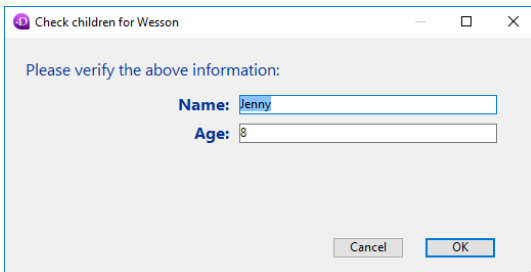 Check children for Wesson
Please verify the above information:
Name: Jenny
Age: 8
Cancel OK